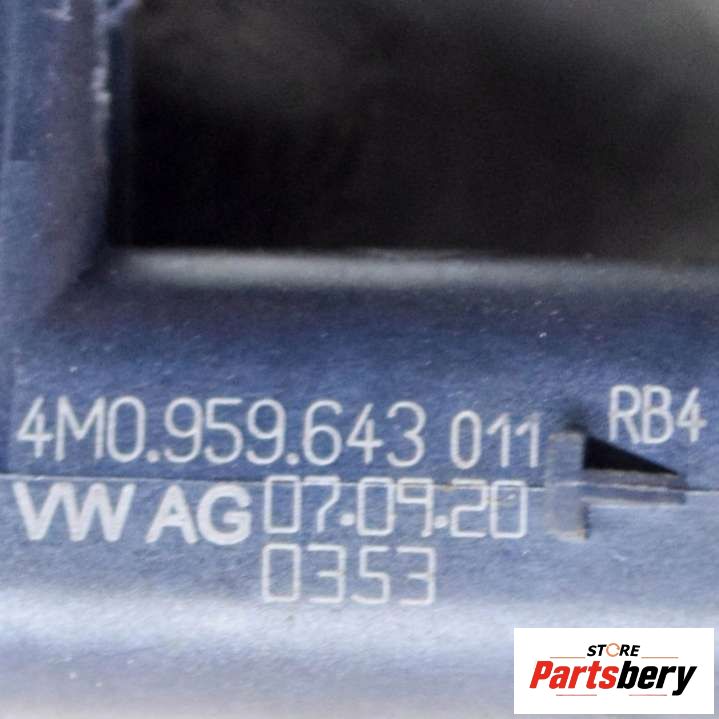 4M0.959.643 011 RB4
VW AG 07.09.20
0353
STORE
Partsbery